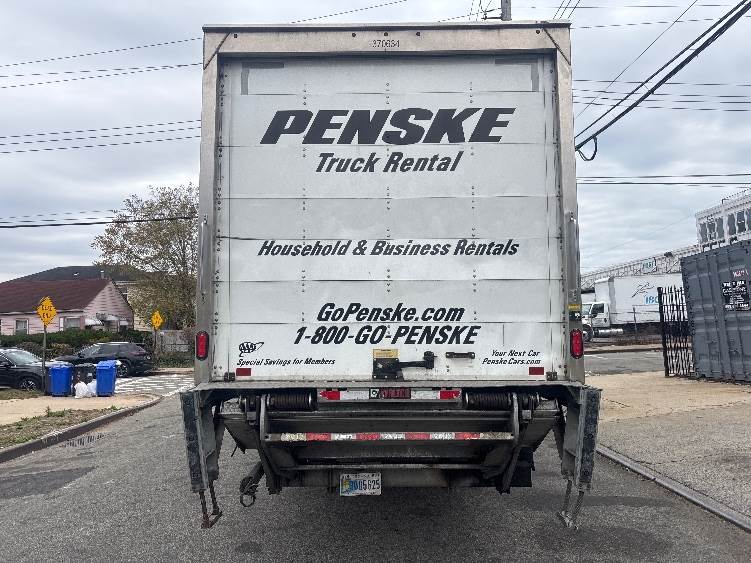 370634
PENSKE
Truck Rental
Household & Business Rentals
GoPenske.com
1-800-GO-PENSKE
AAA
Special Savings for Members
Your Next Car
PenskeCars.com